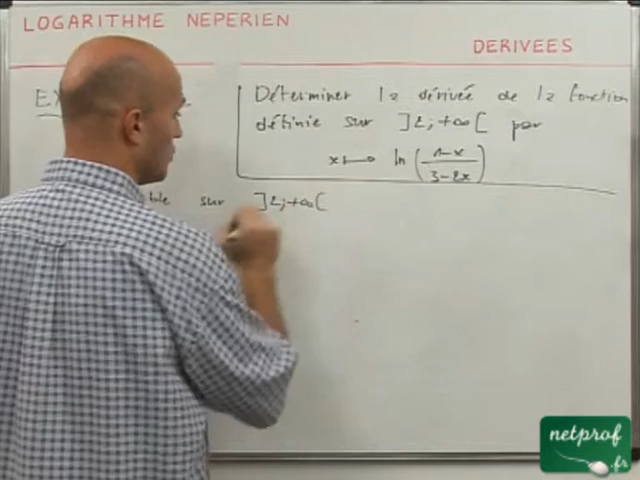 LOGARITHME NEPERIEN
DERIVEES
Déterminer la dérivée de la fonction
définie sur ]2;+∞[ par
x ⟼ ln((1-x)/(3-2x))
sur ]2;+∞[
netprof
.fr